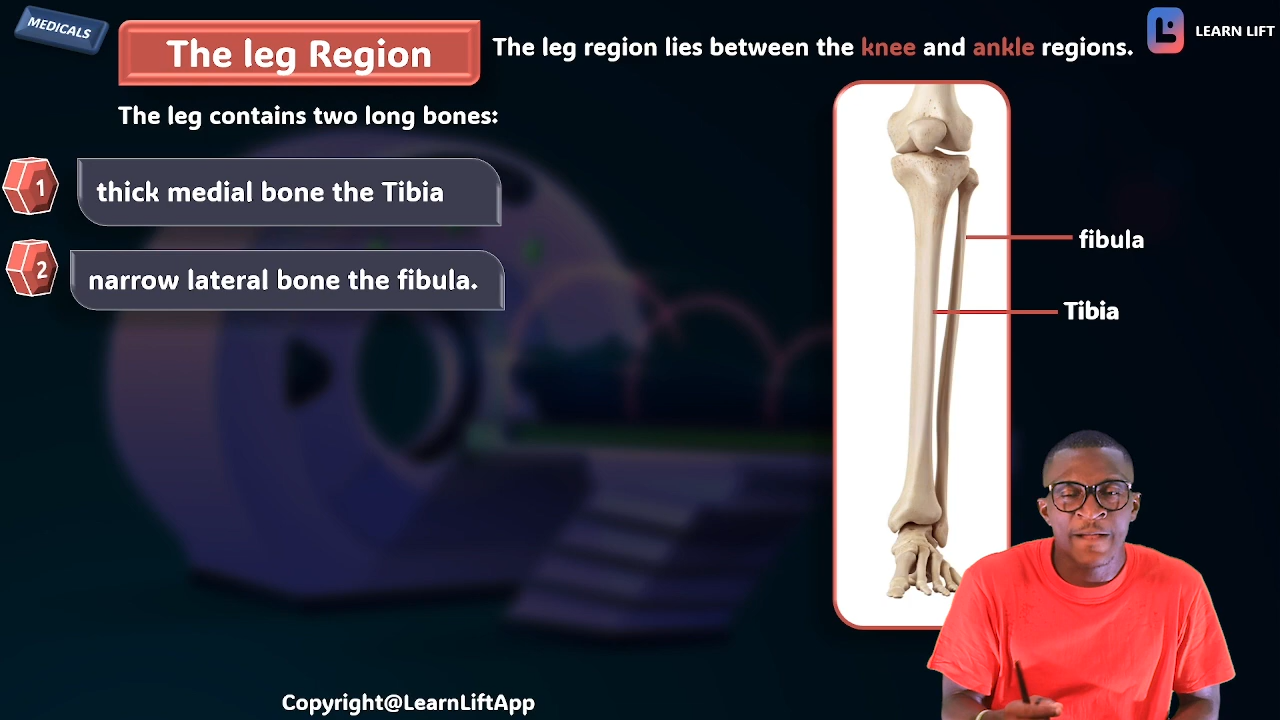 MEDICALS
The leg Region
The leg region lies between the knee and ankle regions.
LEARN LIFT
The leg contains two long bones:
1
thick medial bone the Tibia
2
narrow lateral bone the fibula.
fibula
Tibia
Copyright@LearnLiftApp